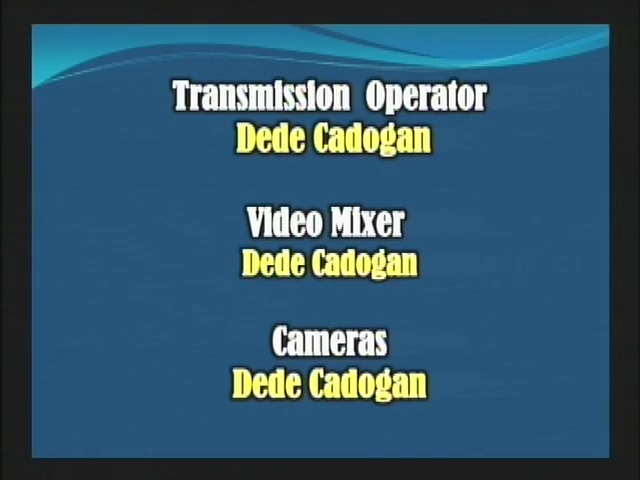 Transmission Operator
Dede Cadogan
Video Mixer
Dede Cadogan
Cameras
Dede Cadogan